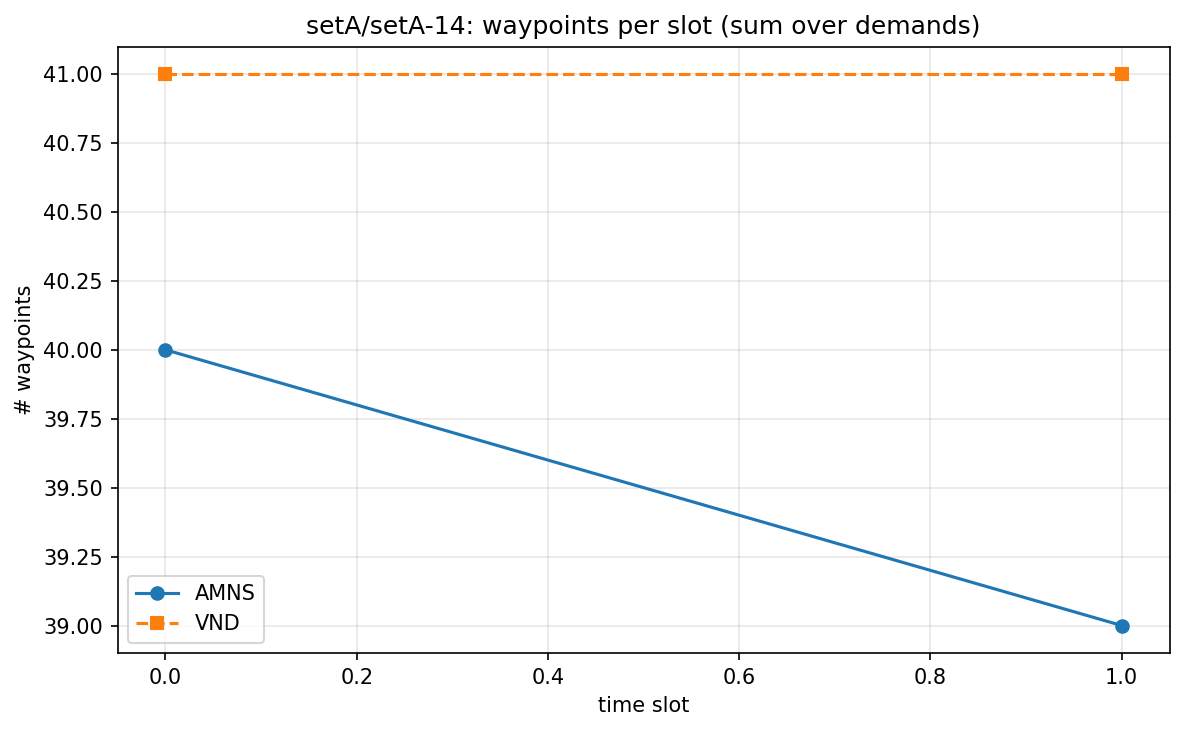 setA/setA-14: waypoints per slot (sum over demands)
41.00
40.75
40.50
40.25
40.00
39.75
39.50
39.25
39.00
# waypoints
AMNS
VND
0.0 0.2 0.4 0.6 0.8 1.0
time slot